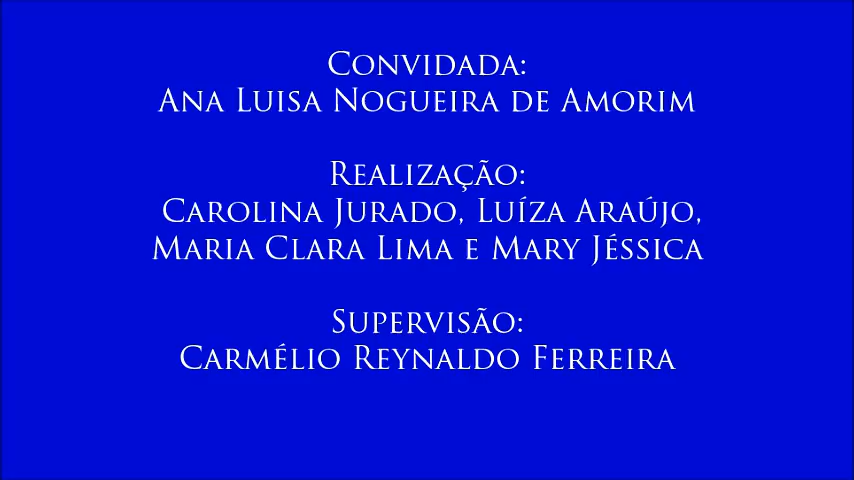 Convidada:
Ana Luisa Nogueira de Amorim
Realização:
Carolina Jurado, Luíza Araújo,
Maria Clara Lima e Mary Jéssica
Supervisão:
Carmélio Reynaldo Ferreira